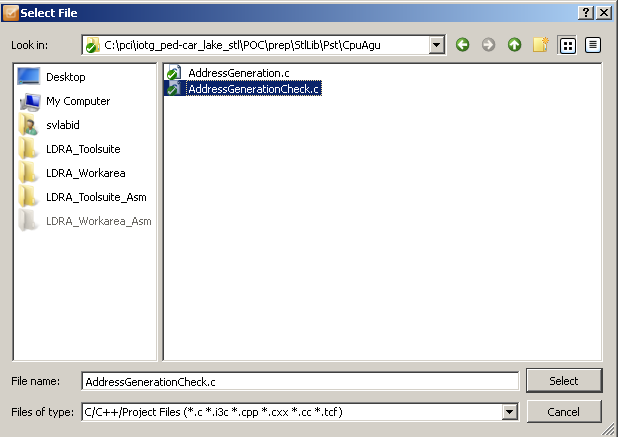 Select File
Look in: C:\pci\iotg_ped-car_lake_stl\POC\prep\StlLib\Pst\CpuAgu
Desktop
My Computer
svlabid
LDRA_Toolsuite
LDRA_Workarea
LDRA_Toolsuite_Asm
LDRA_Workarea_Asm
AddressGeneration.c
AddressGenerationCheck.c
File name: AddressGenerationCheck.c Select
Files of type: C/C++/Project Files (*.c *.i3c *.cpp *.cxx *.cc *.tcf) Cancel